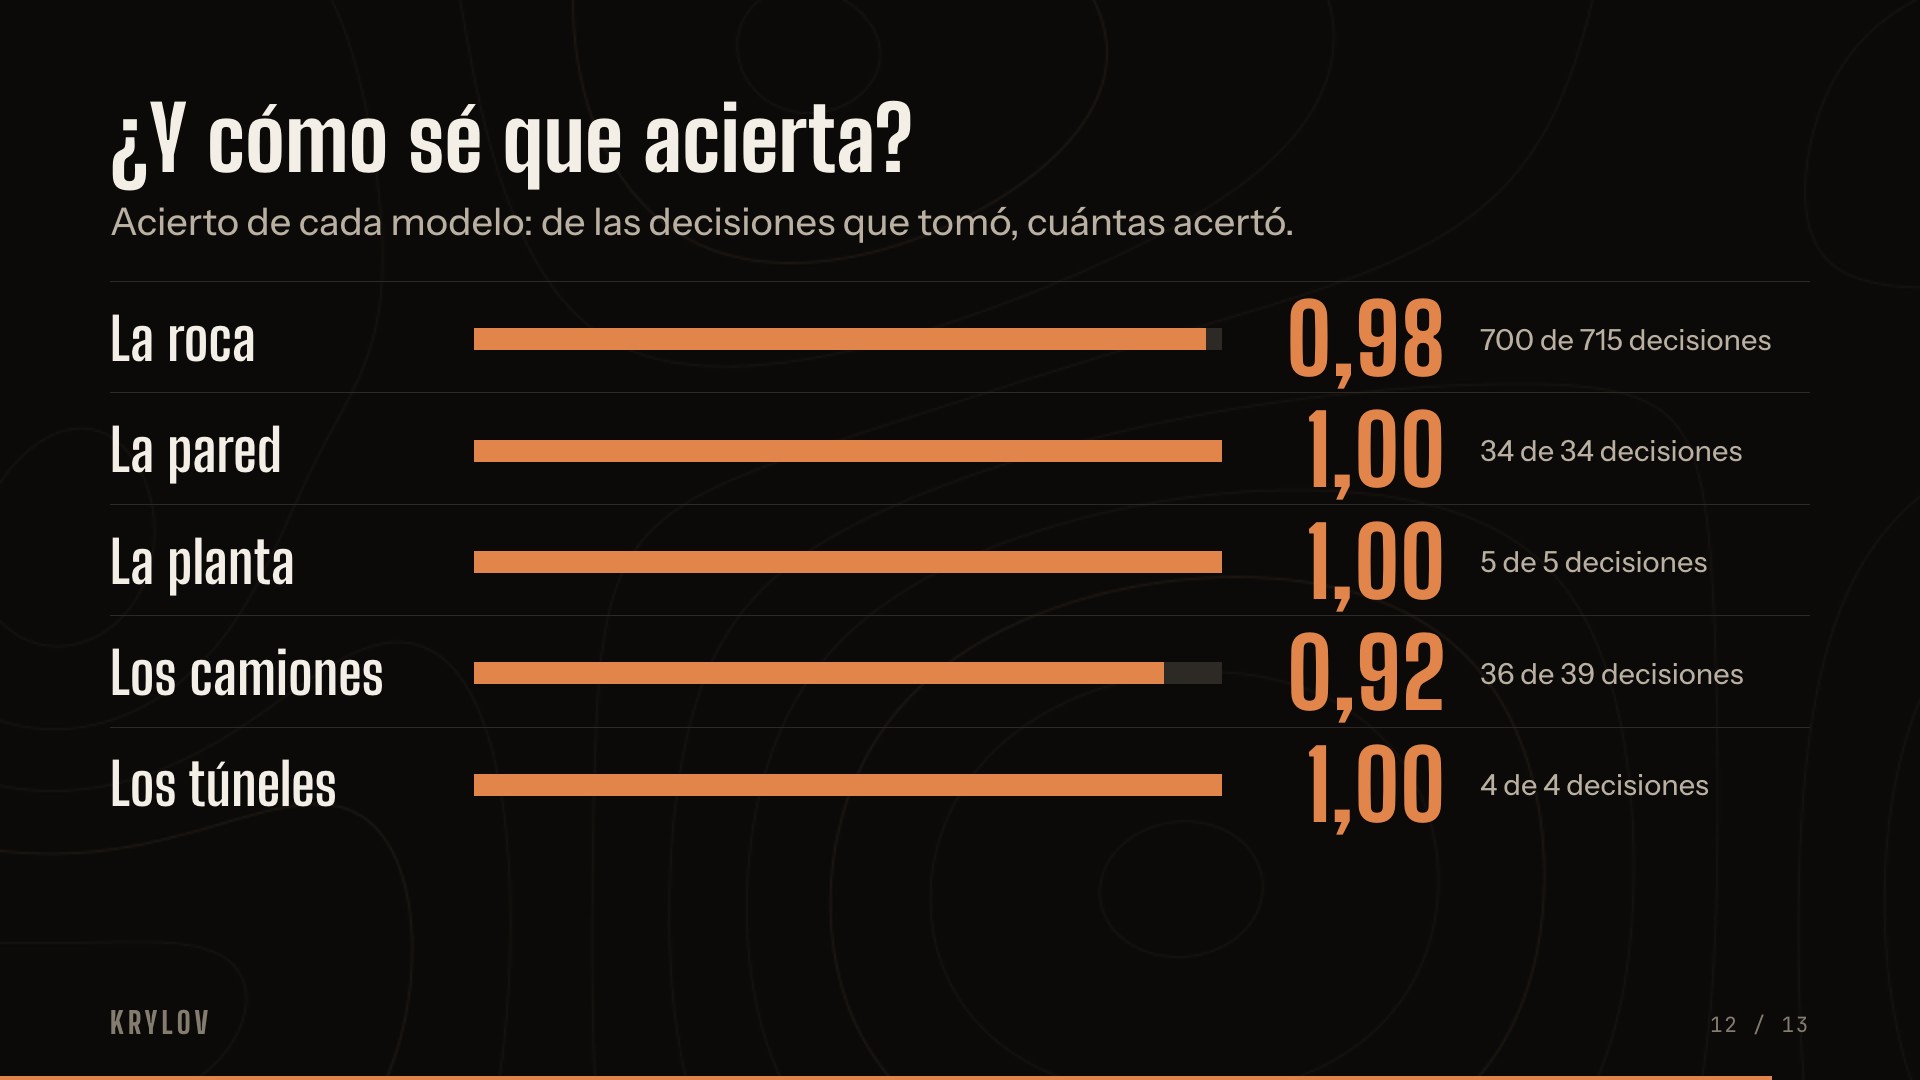 ¿Y cómo sé que acierta?
Acierto de cada modelo: de las decisiones que tomó, cuántas acertó.
La roca 0,98 700 de 715 decisiones
La pared 1,00 34 de 34 decisiones
La planta 1,00 5 de 5 decisiones
Los camiones 0,92 36 de 39 decisiones
Los túneles 1,00 4 de 4 decisiones
KRYLOV 12 / 13